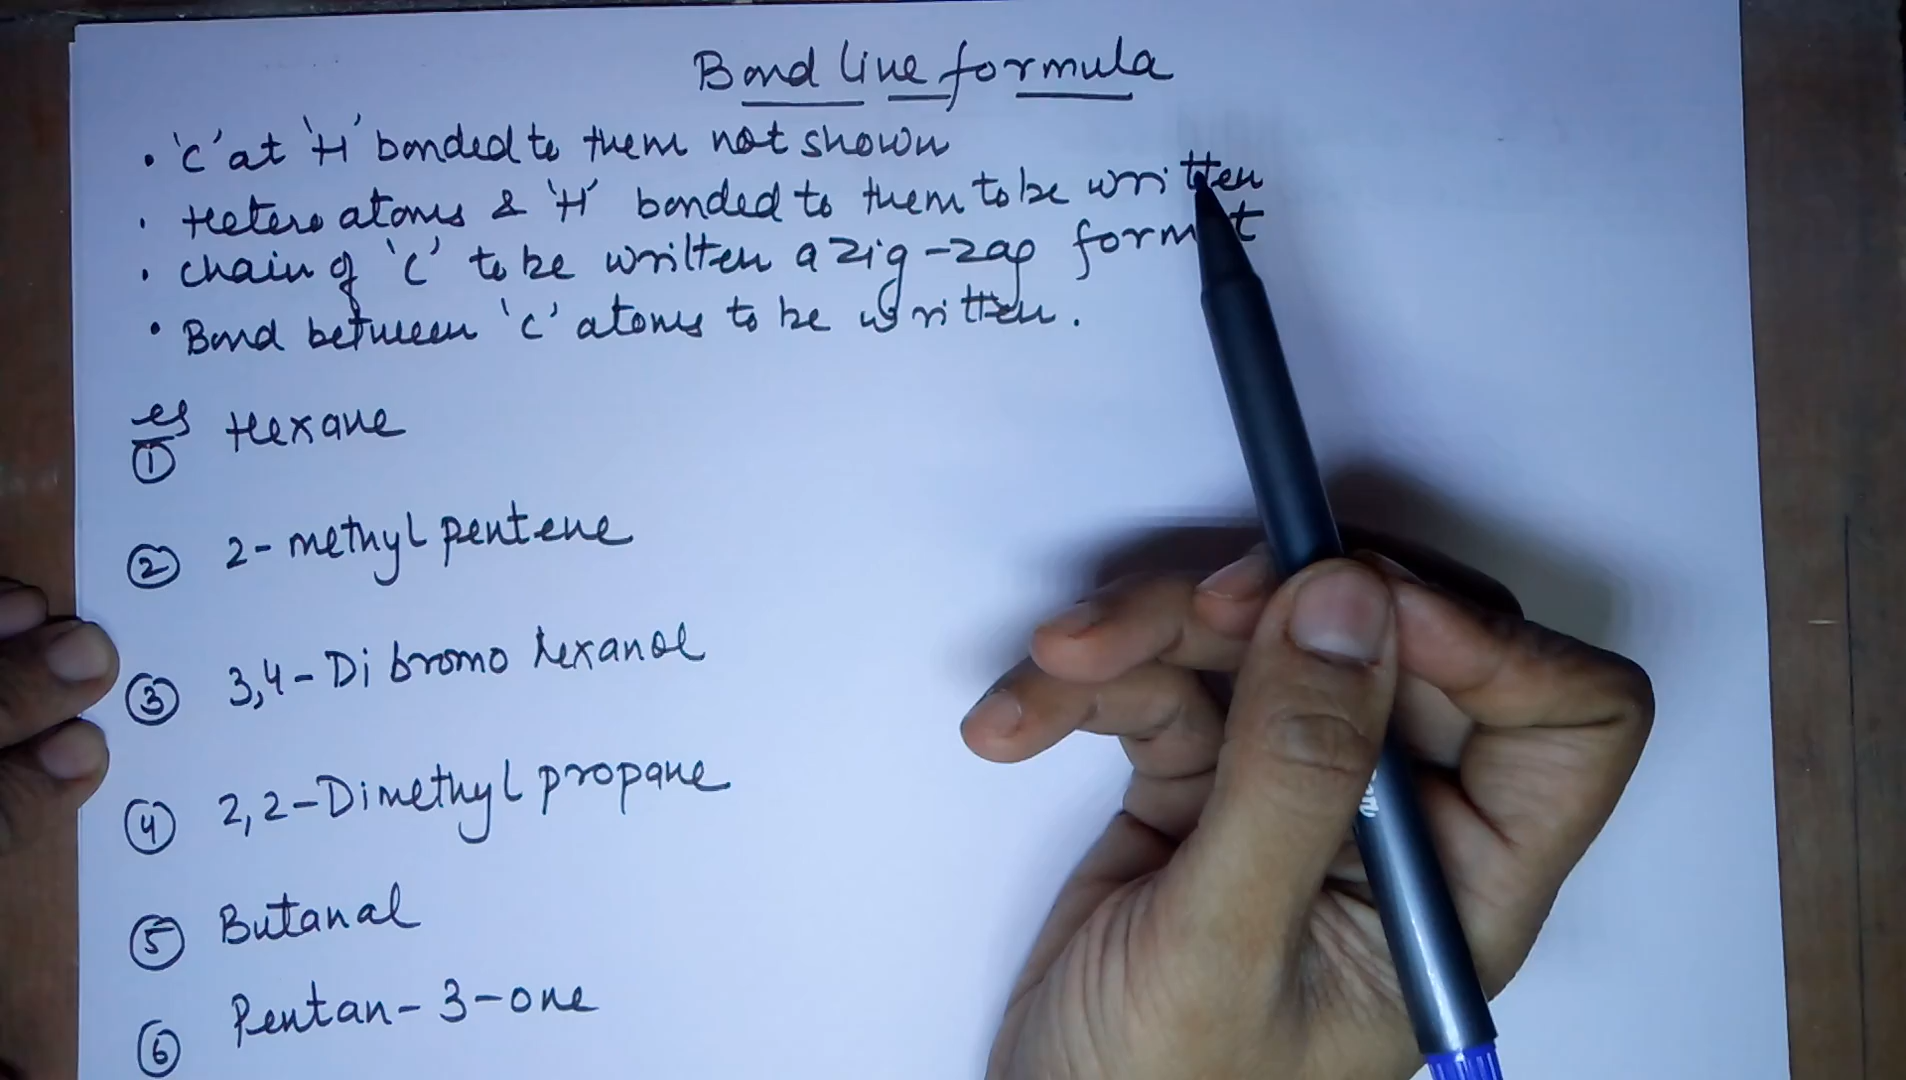 Bond line formula
• 'C' at 'H' bonded to them not shown
• Hetero atoms & 'H' bonded to them to be written
• chain of 'C' to be written a zig-zag format
• Bond between 'C' atoms to be written.
eg
① Hexane
② 2-methyl pentene
③ 3,4-Di bromo hexanol
④ 2,2-Dimethyl propane
⑤ Butanal
⑥ Pentan-3-one